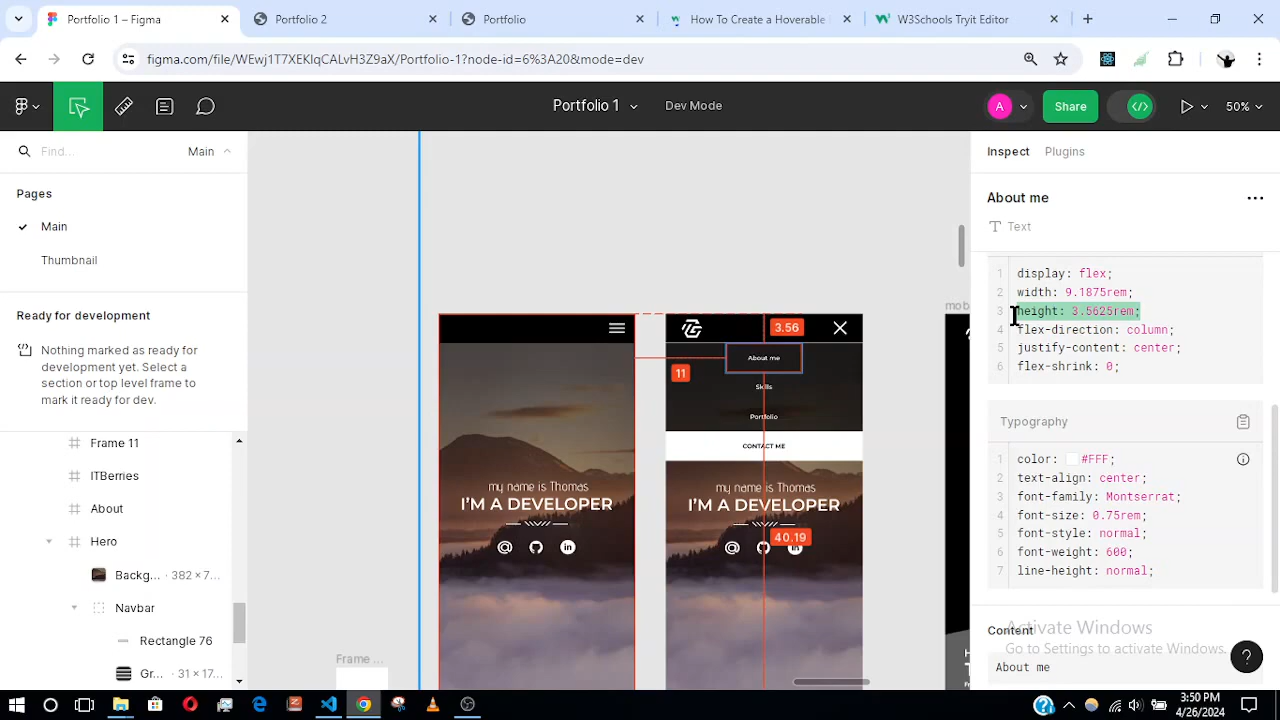 Portfolio 1 – Figma
Portfolio 2
Portfolio
How To Create a Hoverable
W3Schools Tryit Editor
figma.com/file/WEwj1T7XEKlqCALvH3Z9aX/Portfolio-1?node-id=6%3A20&mode=dev
Portfolio 1
Dev Mode
A
Share
50%
Find...
Main
Inspect
Plugins
Pages
Main
Thumbnail
Ready for development
Nothing marked as ready for
development yet. Select a
section or top level frame to
mark it ready for dev.
Frame 11
ITBerries
About
Hero
Backg... · 382 × 7...
Navbar
Rectangle 76
Gr... · 31 × 17...
Frame ...
my name is Thomas
I'M A DEVELOPER
3.56
About me
11
Skills
Portfolio
CONTACT ME
my name is Thomas
I'M A DEVELOPER
40.19
mob
About me
Text
1 display: flex;
2 width: 9.1875rem;
3 height: 3.5625rem;
4 flex-direction: column;
5 justify-content: center;
6 flex-shrink: 0;
Typography
1 color: #FFF;
2 text-align: center;
3 font-family: Montserrat;
4 font-size: 0.75rem;
5 font-style: normal;
6 font-weight: 600;
7 line-height: normal;
Content
About me
Activate Windows
Go to Settings to activate Windows.
?
3:50 PM
4/26/2024